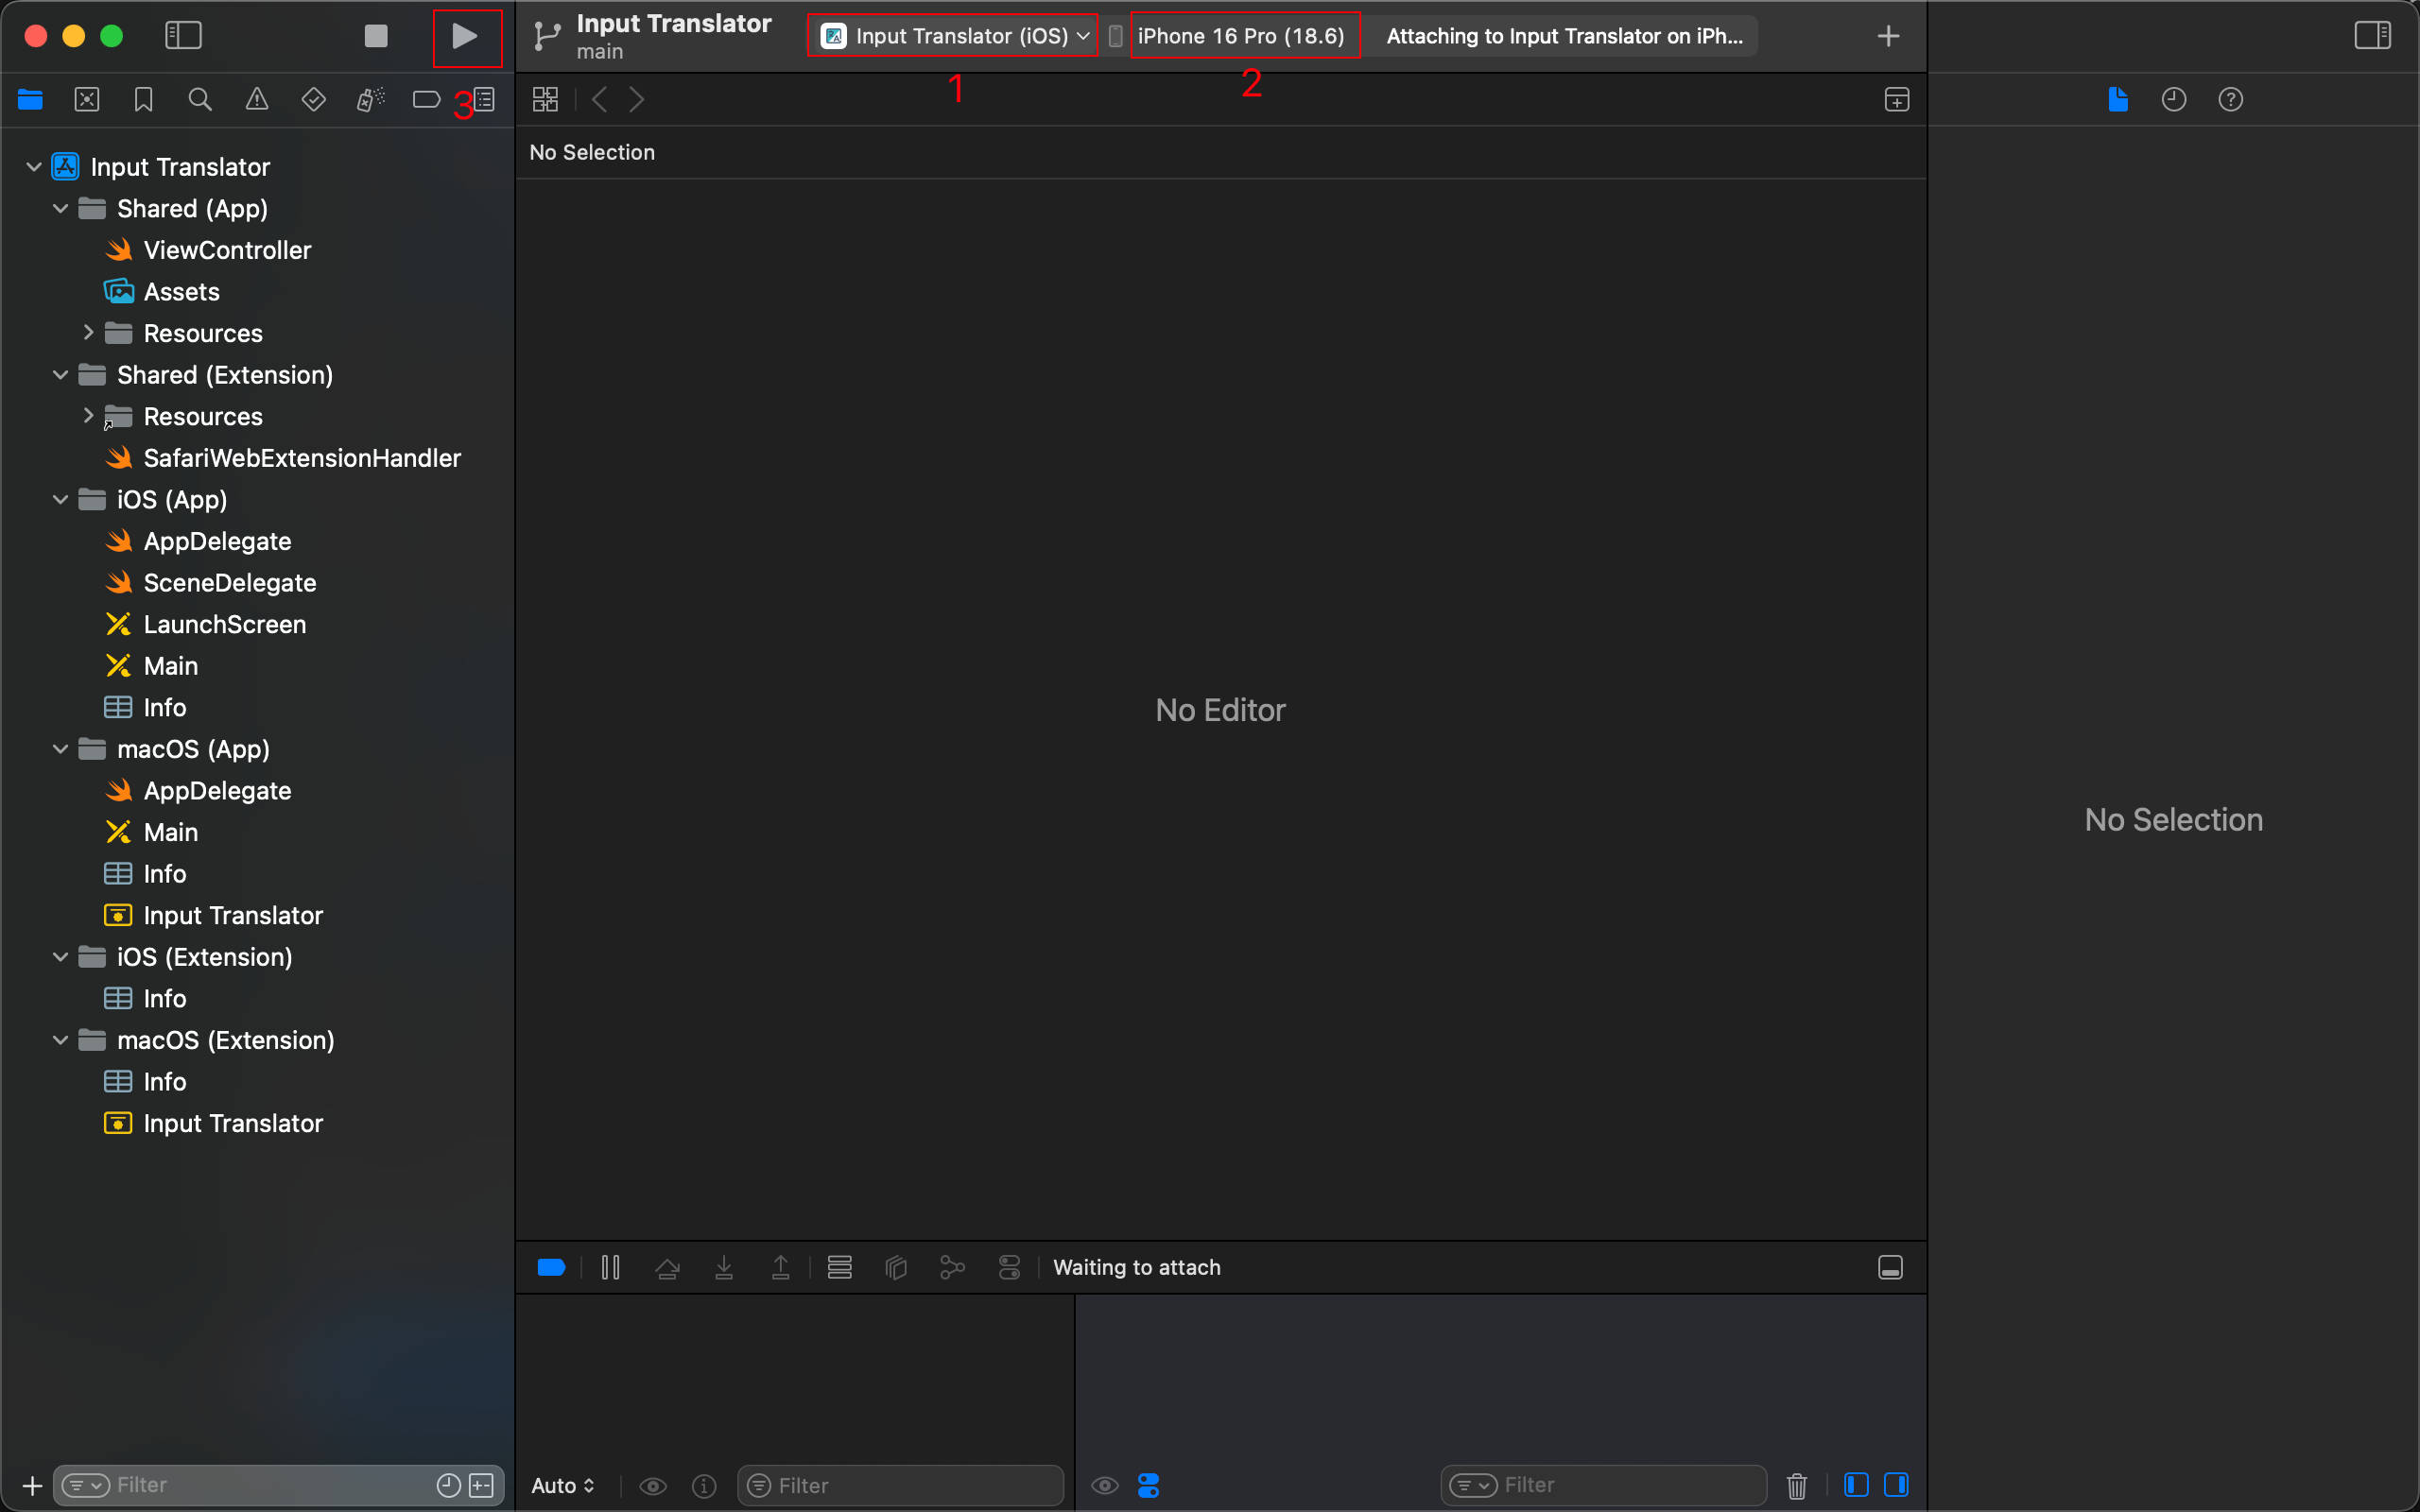 Input Translator
main
Input Translator (iOS)
iPhone 16 Pro (18.6)
Attaching to Input Translator on iPh...
1
2
3
No Selection
Input Translator
Shared (App)
ViewController
Assets
Resources
Shared (Extension)
Resources
SafariWebExtensionHandler
iOS (App)
AppDelegate
SceneDelegate
LaunchScreen
Main
Info
macOS (App)
AppDelegate
Main
Info
Input Translator
iOS (Extension)
Info
macOS (Extension)
Info
Input Translator
Filter
No Editor
Waiting to attach
Auto
Filter
Filter
No Selection